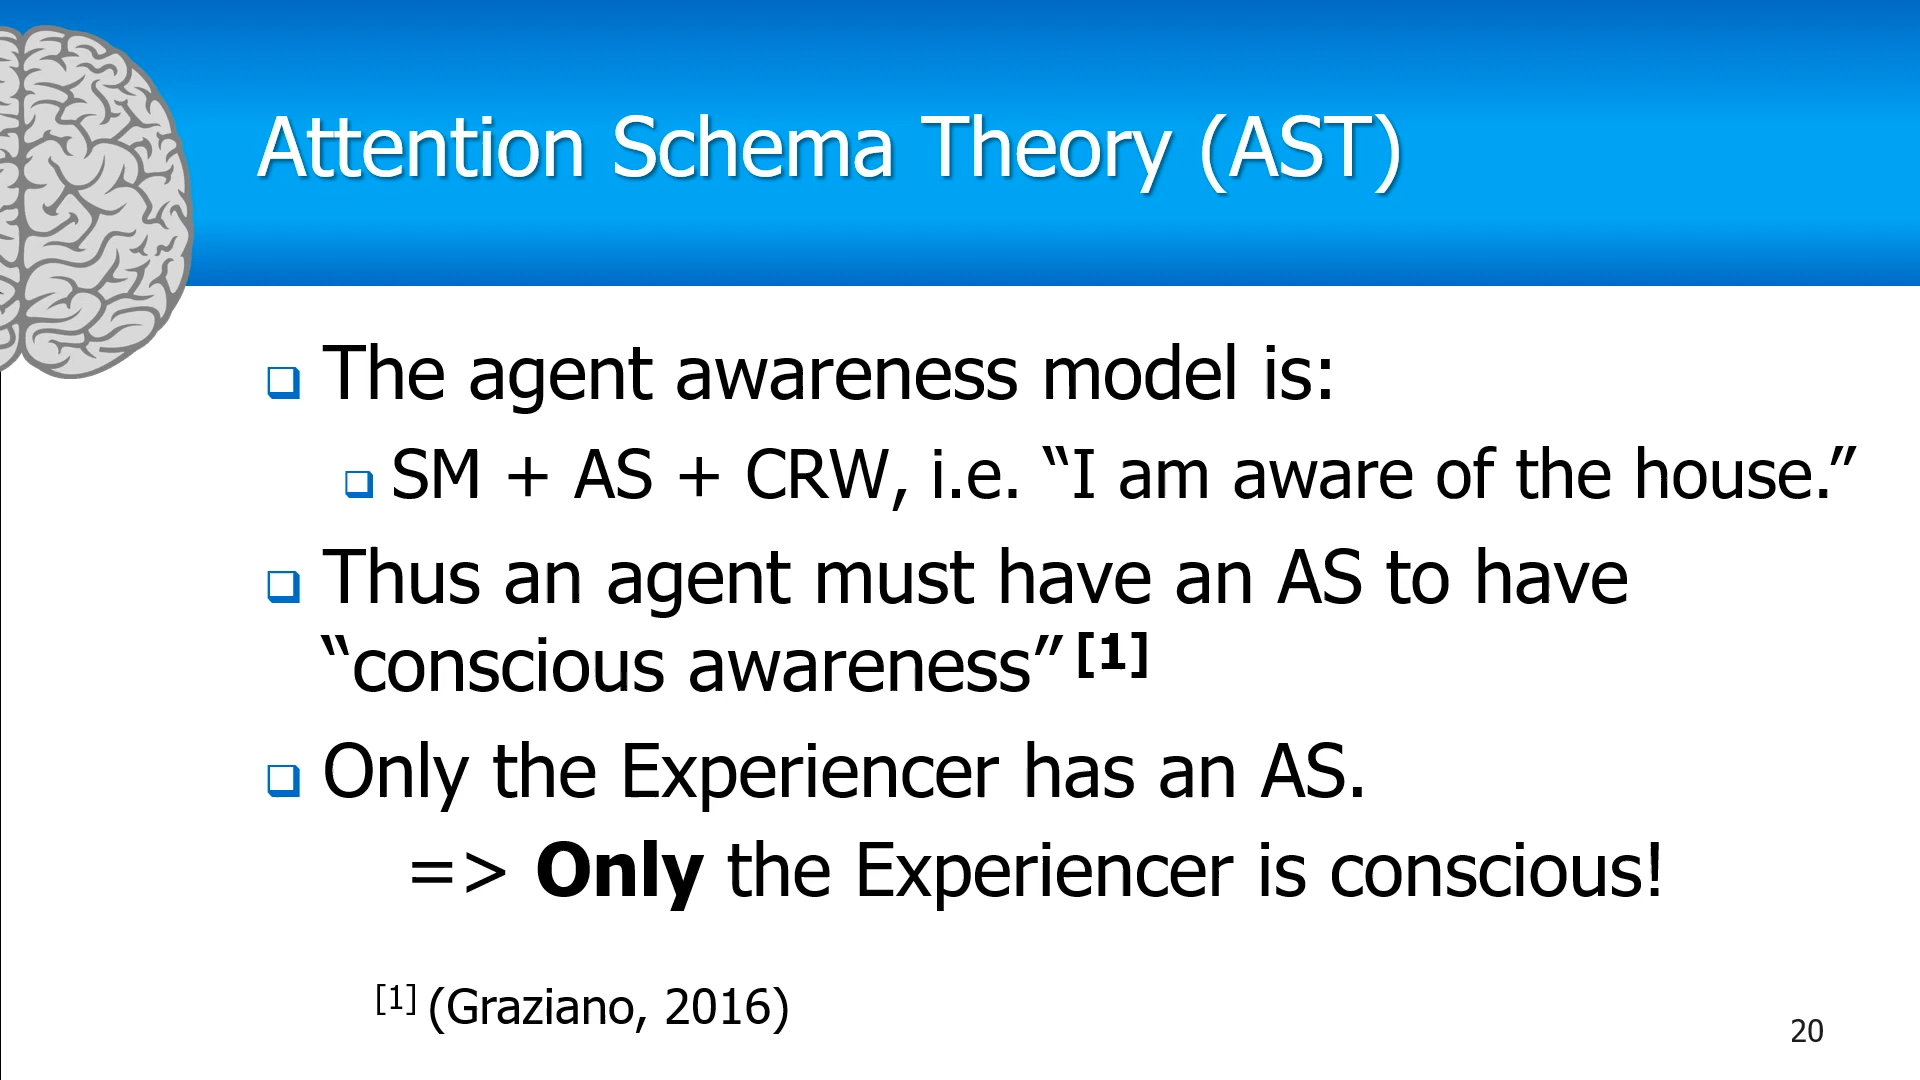 Attention Schema Theory (AST)
The agent awareness model is:
SM + AS + CRW, i.e. “I am aware of the house.”
Thus an agent must have an AS to have
“conscious awareness” [1]
Only the Experiencer has an AS.
=> Only the Experiencer is conscious!
[1] (Graziano, 2016)
20